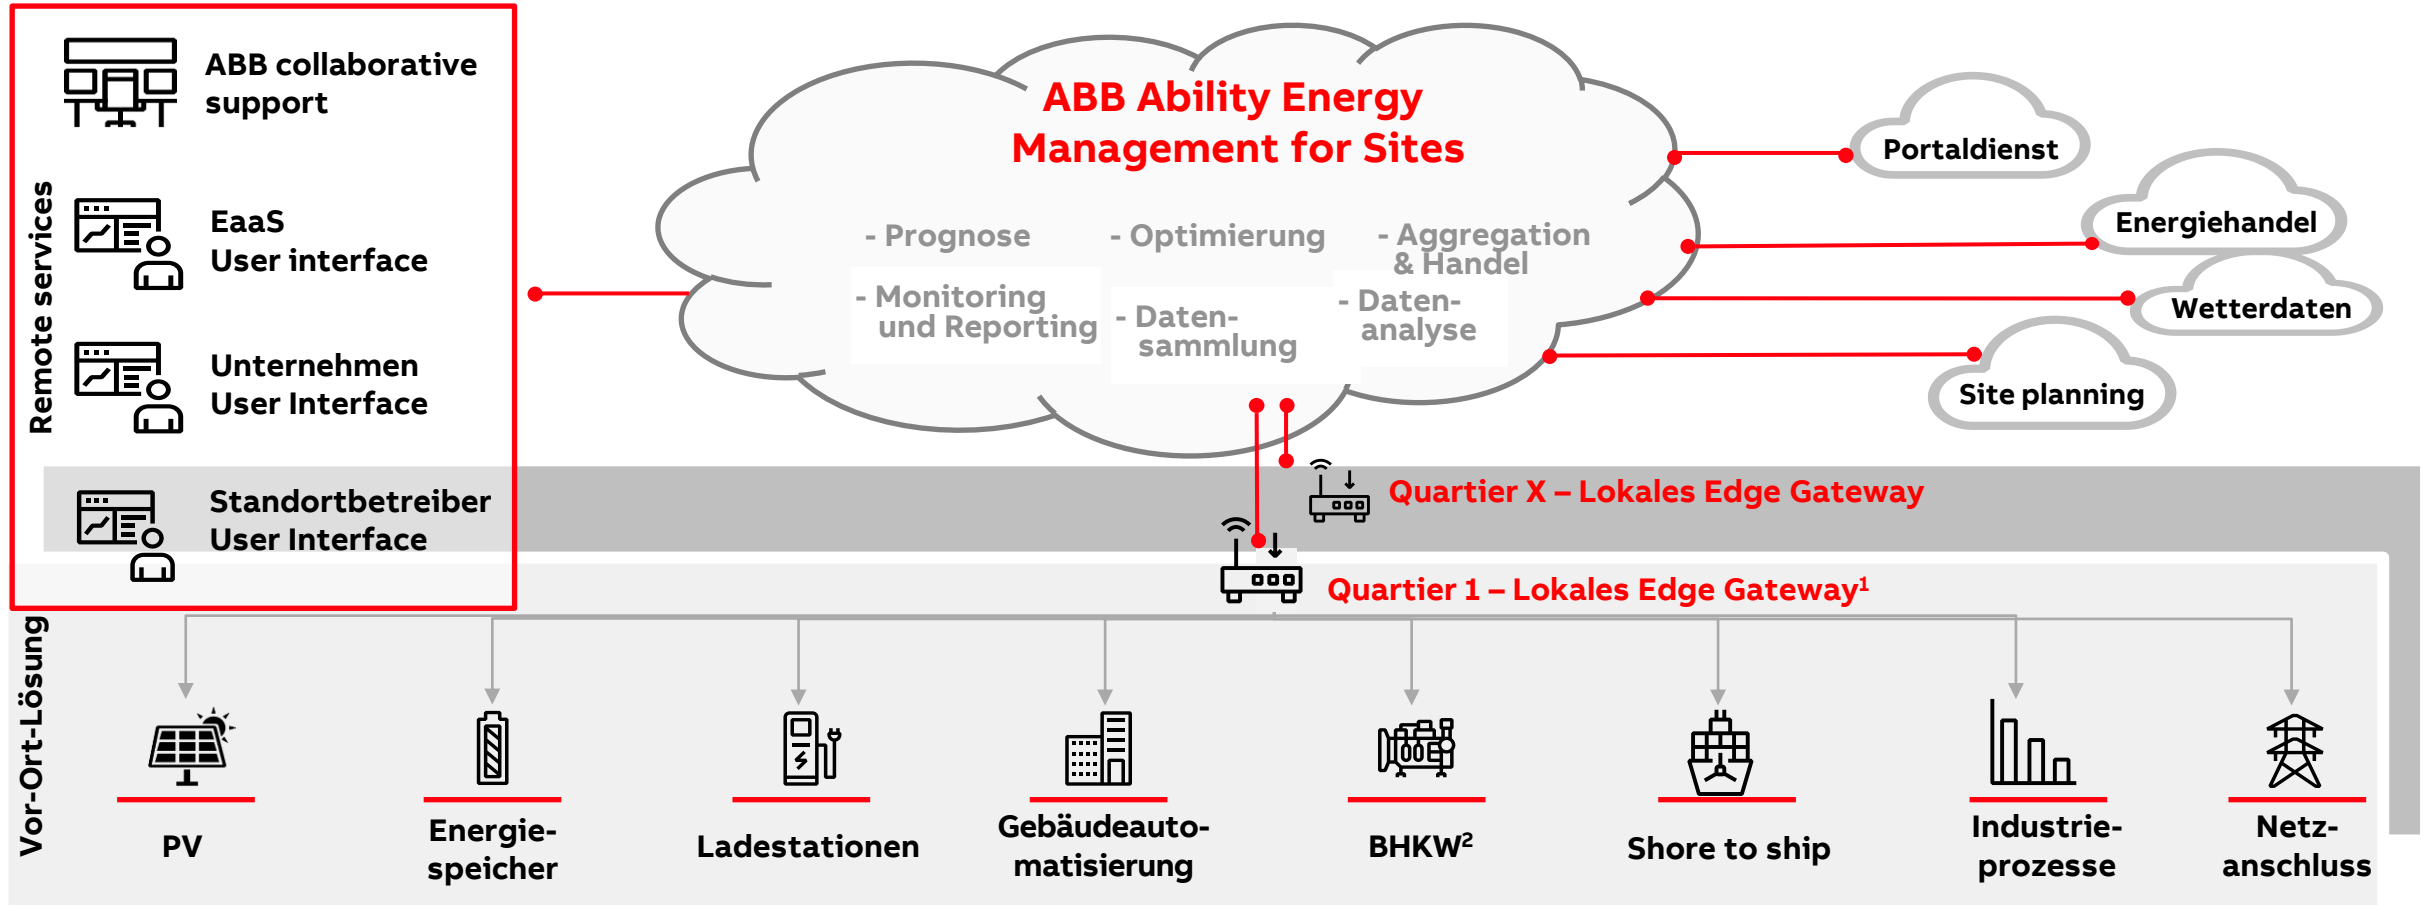 Remote services
ABB collaborative
support
EaaS
User interface
Unternehmen
User Interface
Standortbetreiber
User Interface
ABB Ability Energy
Management for Sites
- Prognose
- Optimierung
- Aggregation
& Handel
- Monitoring
und Reporting
- Daten-
sammlung
- Daten-
analyse
Portaldienst
Energiehandel
Wetterdaten
Site planning
Quartier X – Lokales Edge Gateway
Quartier 1 – Lokales Edge Gateway¹
Vor-Ort-Lösung
PV
Energie-
speicher
Ladestationen
Gebäudeauto-
matisierung
BHKW²
Shore to ship
Industrie-
prozesse
Netz-
anschluss